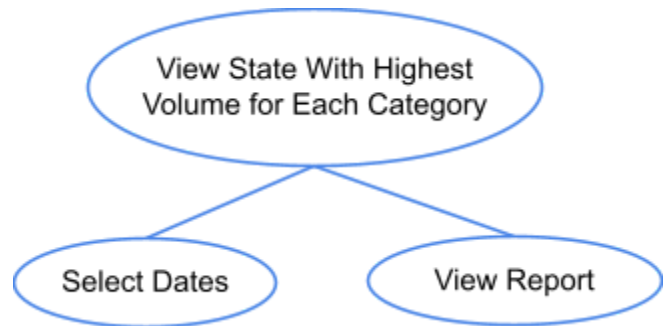 View State With Highest
Volume for Each Category
Select Dates
View Report